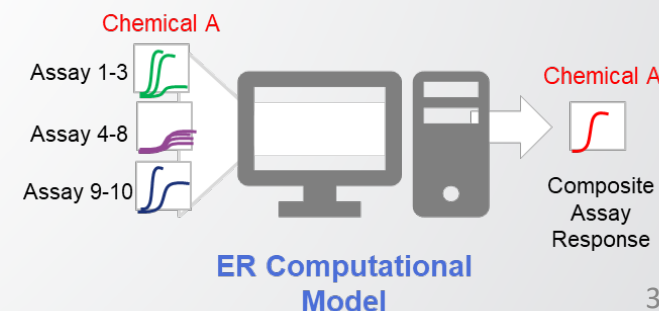 Chemical A
Assay 1-3
Assay 4-8
Assay 9-10
Chemical A
Composite
Assay
Response
ER Computational
Model
3